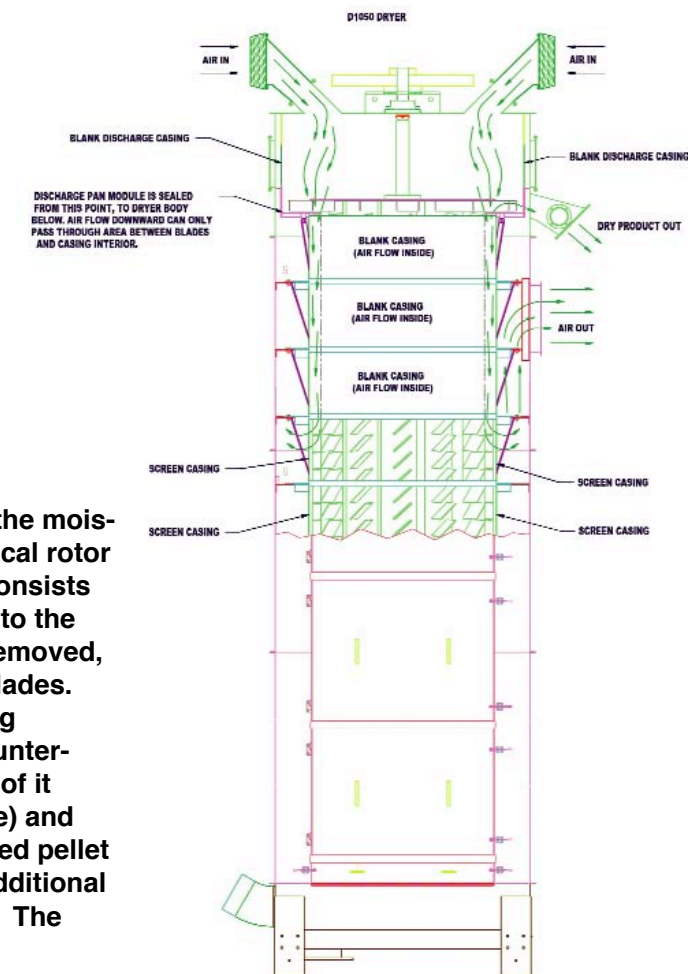 D1050 DRYER
AIR IN
AIR IN
BLANK DISCHARGE CASING
BLANK DISCHARGE CASING
DISCHARGE PAN MODULE IS SEALED
FROM THIS POINT, TO DRYER BODY
BELOW. AIR FLOW DOWNWARD CAN ONLY
PASS THROUGH AREA BETWEEN BLADES
AND CASING INTERIOR.
DRY PRODUCT OUT
BLANK CASING
(AIR FLOW INSIDE)
BLANK CASING
(AIR FLOW INSIDE)
AIR OUT
BLANK CASING
(AIR FLOW INSIDE)
SCREEN CASING
SCREEN CASING
SCREEN CASING
SCREEN CASING
the mois-
cal rotor
onsists
to the
emoved,
lades.
g
unter-
of it
e) and
ed pellet
dditional
The